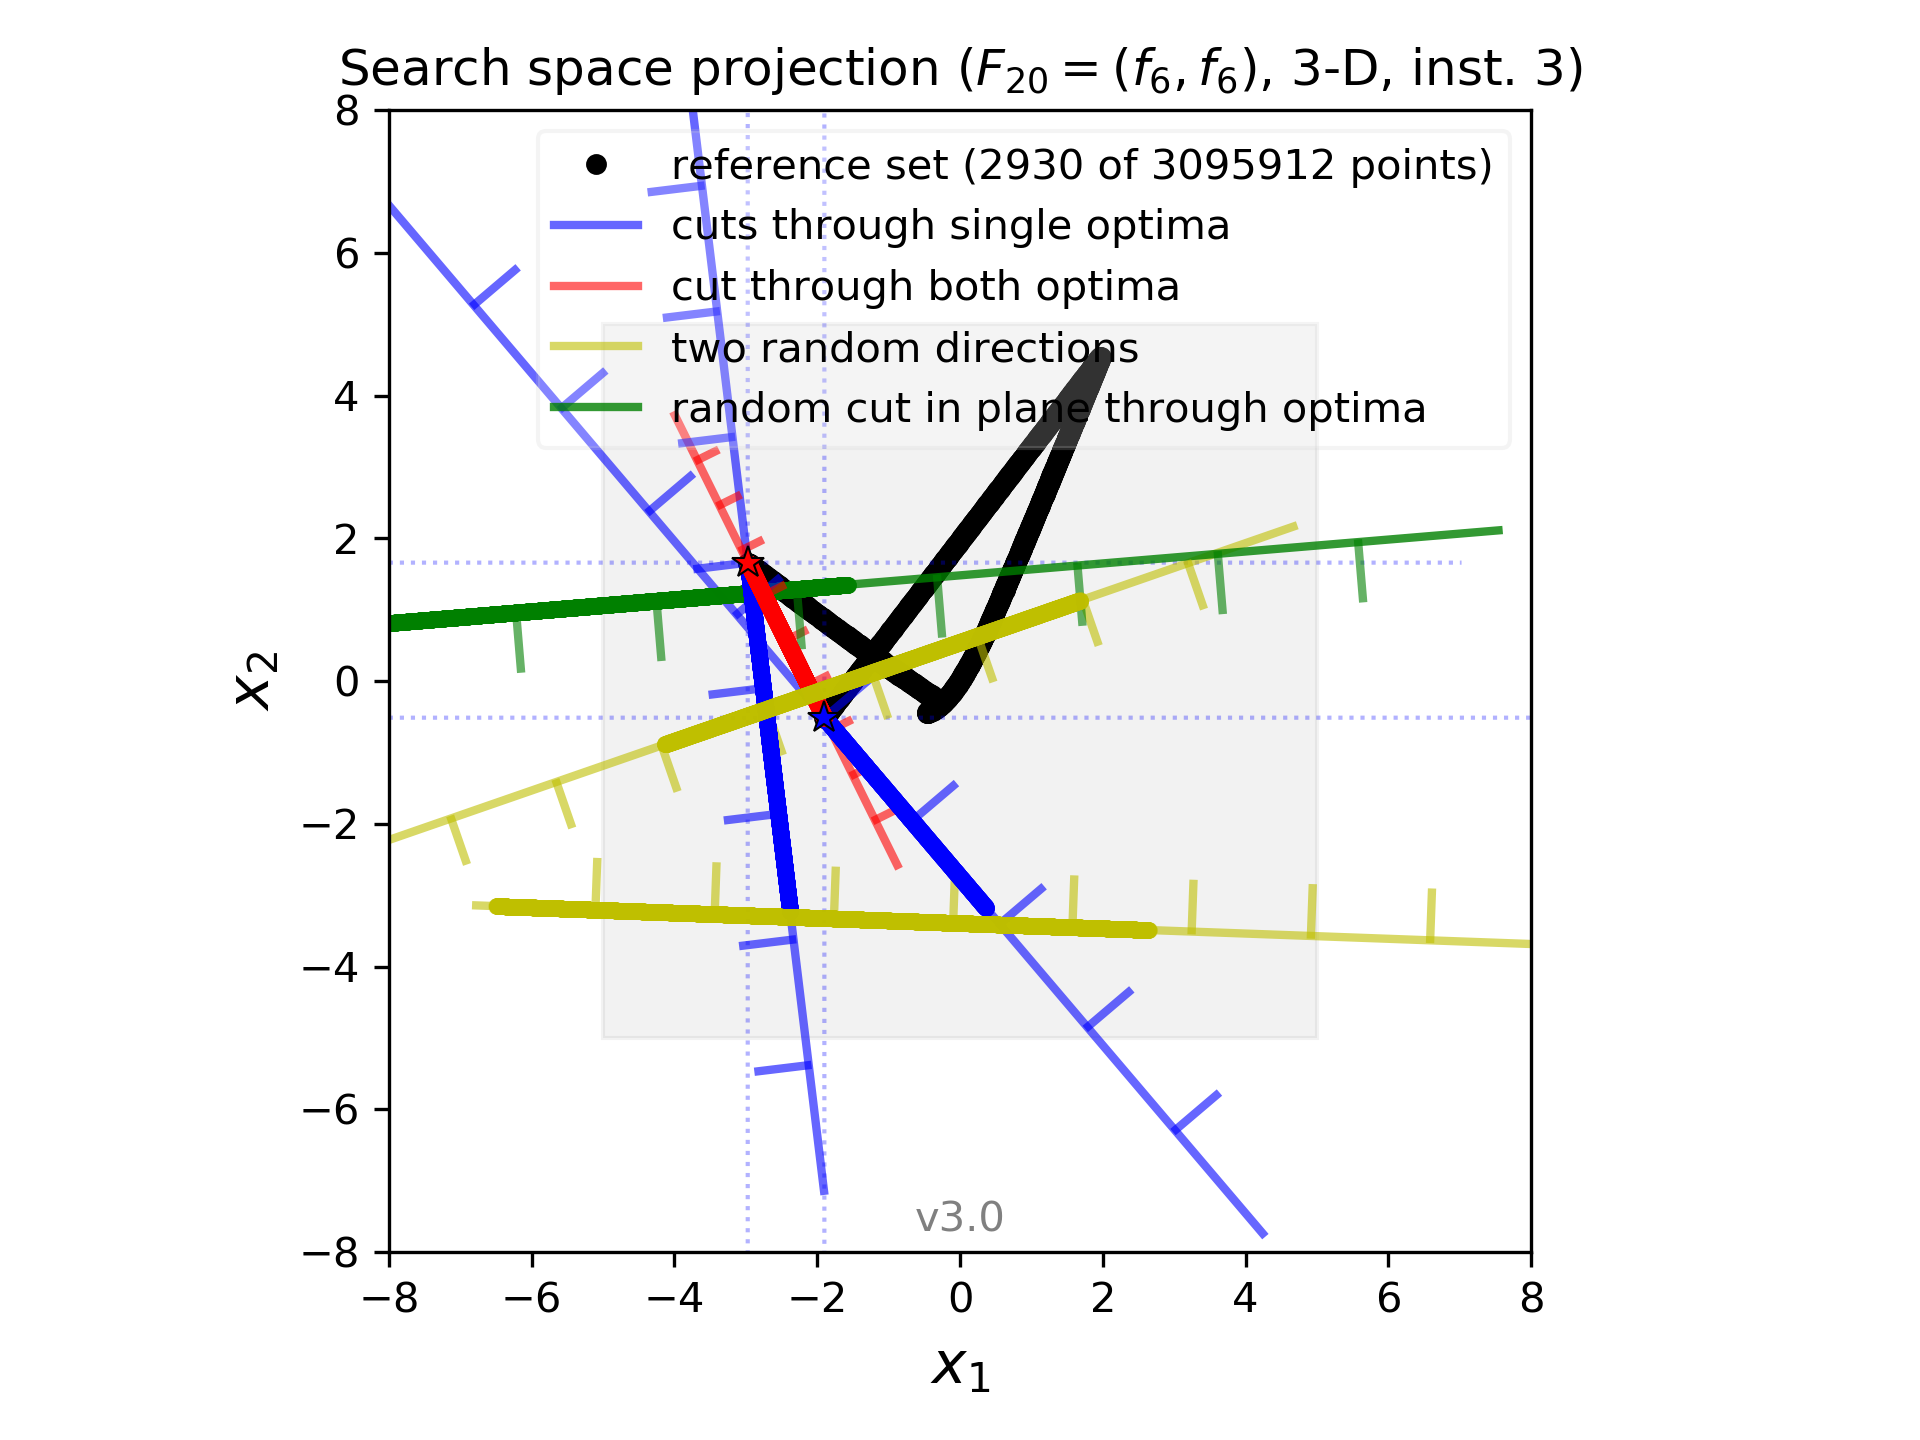 Search space projection (F₂₀ = (f₆, f₆), 3-D, inst. 3)
reference set (2930 of 3095912 points)
cuts through single optima
cut through both optima
two random directions
random cut in plane through optima
8
6
4
2
0
−2
−4
−6
−8
x₂
v3.0
−8 −6 −4 −2 0 2 4 6 8
x₁